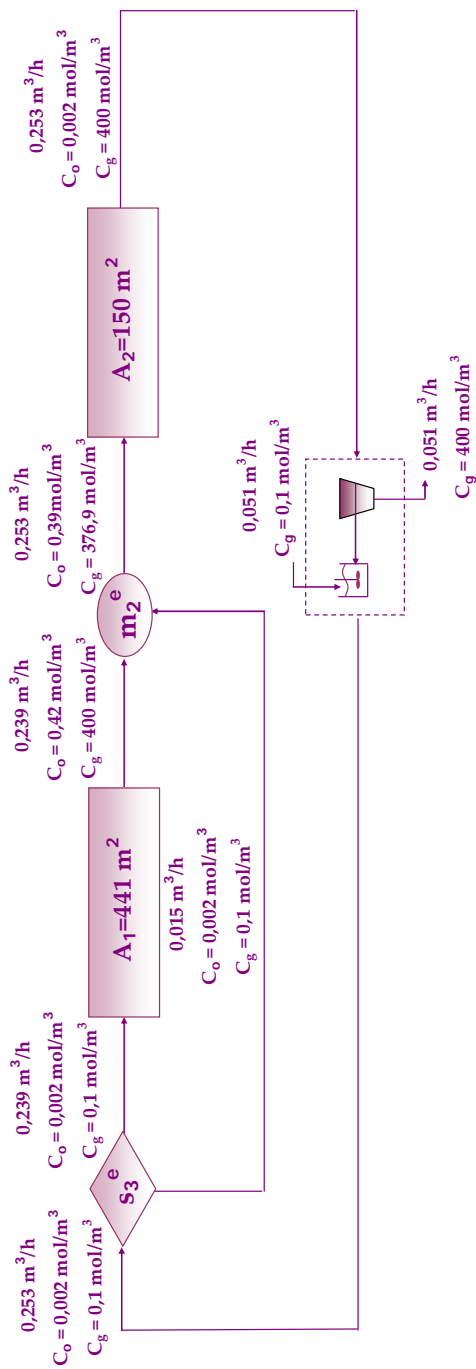 0,253 m³/h
Cₒ = 0,002 mol/m³
C_g = 0,1 mol/m³
s₃ᵉ
0,239 m³/h
Cₒ = 0,002 mol/m³
C_g = 0,1 mol/m³
A₁=441 m²
0,015 m³/h
Cₒ = 0,002 mol/m³
C_g = 0,1 mol/m³
0,239 m³/h
Cₒ = 0,42 mol/m³
C_g = 400 mol/m³
m₂ᵉ
0,253 m³/h
Cₒ = 0,39mol/m³
C_g = 376,9 mol/m³
A₂=150 m²
0,253 m³/h
Cₒ = 0,002 mol/m³
C_g = 400 mol/m³
0,051 m³/h
C_g = 0,1 mol/m³
0,051 m³/h
C_g = 400 mol/m³